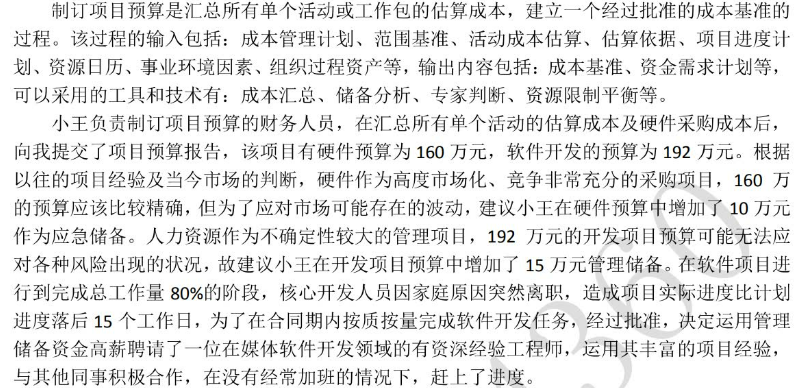 制订项目预算是汇总所有单个活动或工作包的估算成本，建立一个经过批准的成本基准的
过程。该过程的输入包括：成本管理计划、范围基准、活动成本估算、估算依据、项目进度计
划、资源日历、事业环境因素、组织过程资产等，输出内容包括：成本基准、资金需求计划等，
可以采用的工具和技术有：成本汇总、储备分析、专家判断、资源限制平衡等。
小王负责制订项目预算的财务人员，在汇总所有单个活动的估算成本及硬件采购成本后，
向我提交了项目预算报告，该项目有硬件预算为 160 万元，软件开发的预算为 192 万元。根据
以往的项目经验及当今市场的判断，硬件作为高度市场化、竞争非常充分的采购项目，160 万
的预算应该比较精确，但为了应对市场可能存在的波动，建议小王在硬件预算中增加了 10 万元
作为应急储备。人力资源作为不确定性较大的管理项目，192 万元的开发项目预算可能无法应
对各种风险出现的状况，故建议小王在开发项目预算中增加了 15 万元管理储备。在软件项目进
行到完成总工作量 80%的阶段，核心开发人员因家庭原因突然离职，造成项目实际进度比计划
进度落后 15 个工作日，为了在合同期内按质按量完成软件开发任务，经过批准，决定运用管理
储备资金高薪聘请了一位在媒体软件开发领域的有资深经验工程师，运用其丰富的项目经验，
与其他同事积极合作，在没有经常加班的情况下，赶上了进度。